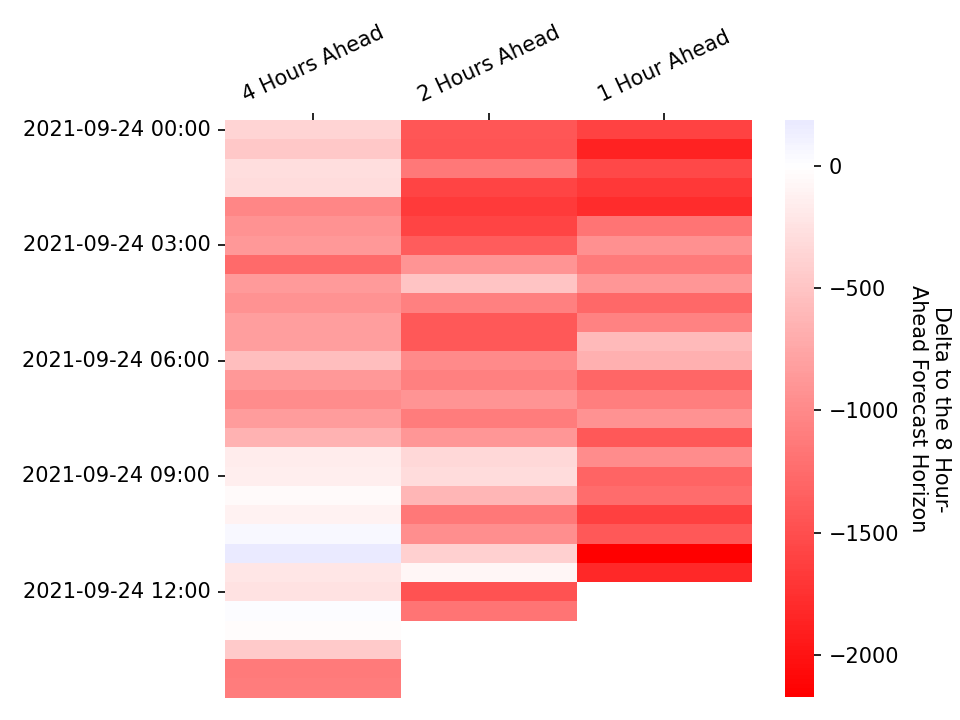 4 Hours Ahead
2 Hours Ahead
1 Hour Ahead
2021-09-24 00:00
2021-09-24 03:00
2021-09-24 06:00
2021-09-24 09:00
2021-09-24 12:00
0
−500
−1000
−1500
−2000
Delta to the 8 Hour-
Ahead Forecast Horizon